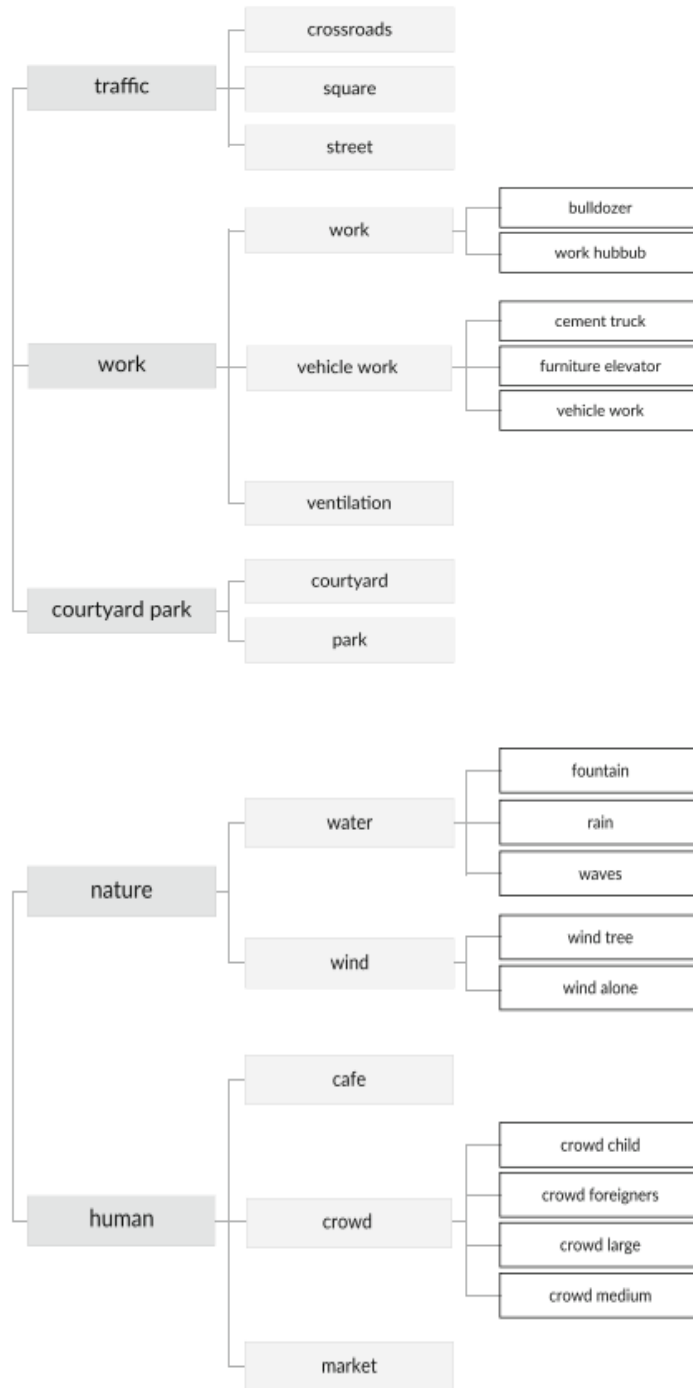 crossroads
traffic
square
street
work
bulldozer
work hubbub
work
vehicle work
cement truck
furniture elevator
vehicle work
ventilation
courtyard park
courtyard
park
nature
water
fountain
rain
waves
wind
wind tree
wind alone
cafe
human
crowd
crowd child
crowd foreigners
crowd large
crowd medium
market